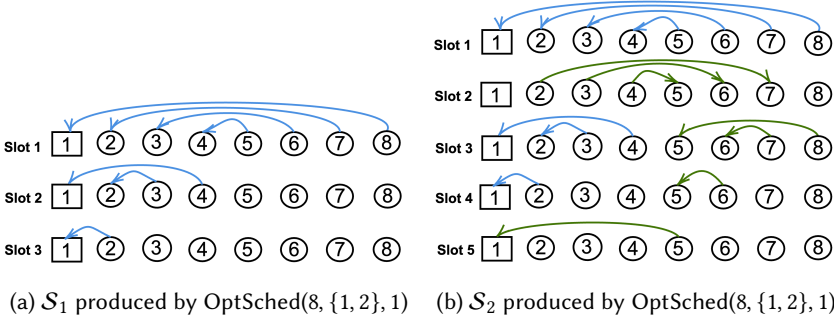 Slot 1 1 2 3 4 5 6 7 8
Slot 2 1 2 3 4 5 6 7 8
Slot 3 1 2 3 4 5 6 7 8
(a) 𝒮₁ produced by OptSched(8, {1, 2}, 1)
Slot 1 1 2 3 4 5 6 7 8
Slot 2 1 2 3 4 5 6 7 8
Slot 3 1 2 3 4 5 6 7 8
Slot 4 1 2 3 4 5 6 7 8
Slot 5 1 2 3 4 5 6 7 8
(b) 𝒮₂ produced by OptSched(8, {1, 2}, 1)